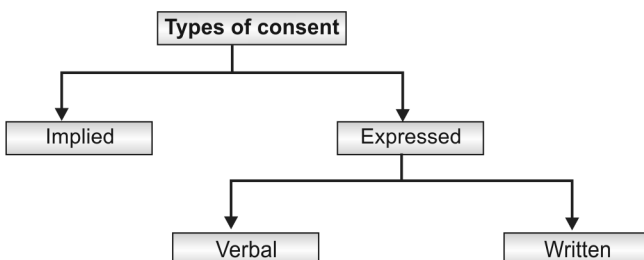 Types of consent
Implied
Expressed
Verbal
Written